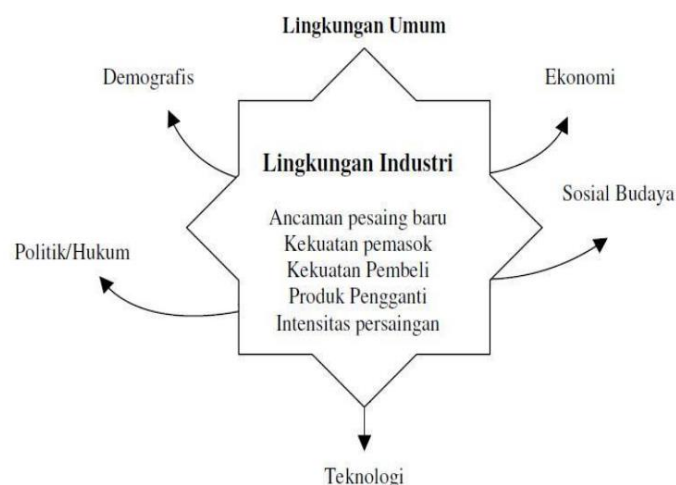 Lingkungan Umum
Demografis
Ekonomi
Lingkungan Industri
Sosial Budaya
Ancaman pesaing baru
Kekuatan pemasok
Politik/Hukum
Kekuatan Pembeli
Produk Pengganti
Intensitas persaingan
Teknologi